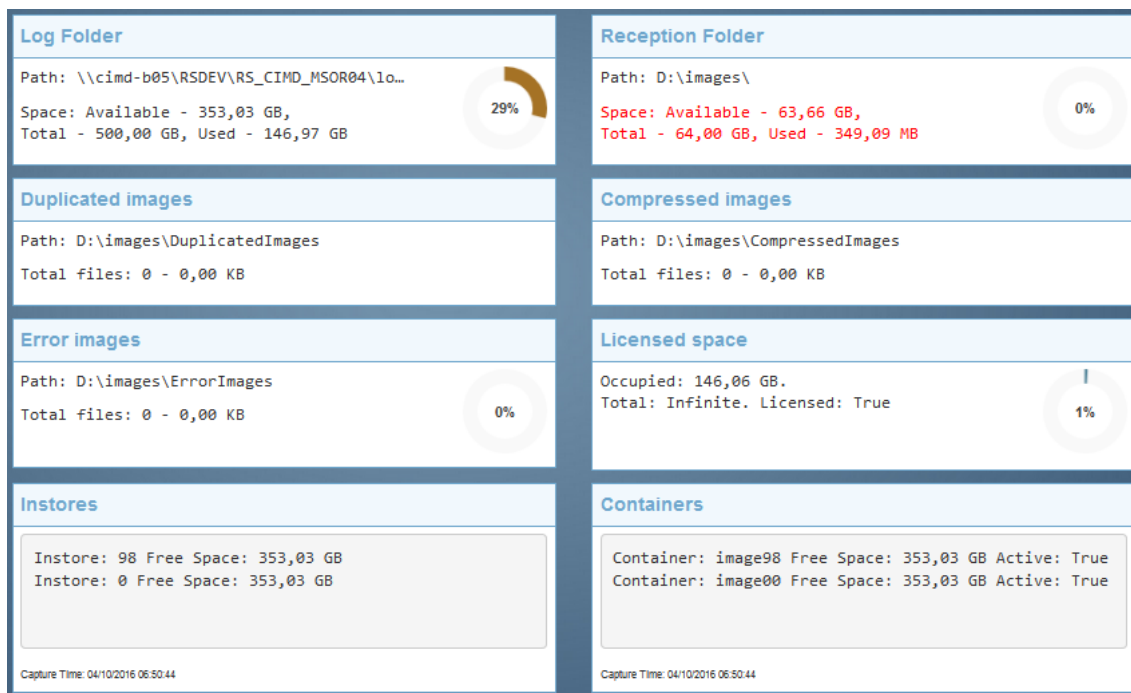 Log Folder
Path: \\cimd-b05\RSDEV\RS_CIMD_MSOR04\lo…
Space: Available - 353,03 GB,
Total - 500,00 GB, Used - 146,97 GB
29%
Reception Folder
Path: D:\images\
Space: Available - 63,66 GB,
Total - 64,00 GB, Used - 349,09 MB
0%
Duplicated images
Path: D:\images\DuplicatedImages
Total files: 0 - 0,00 KB
Compressed images
Path: D:\images\CompressedImages
Total files: 0 - 0,00 KB
Error images
Path: D:\images\ErrorImages
Total files: 0 - 0,00 KB
0%
Licensed space
Occupied: 146,06 GB.
Total: Infinite. Licensed: True
1%
Instores
Instore: 98 Free Space: 353,03 GB
Instore: 0 Free Space: 353,03 GB
Capture Time: 04/10/2016 06:50:44
Containers
Container: image98 Free Space: 353,03 GB Active: True
Container: image00 Free Space: 353,03 GB Active: True
Capture Time: 04/10/2016 06:50:44